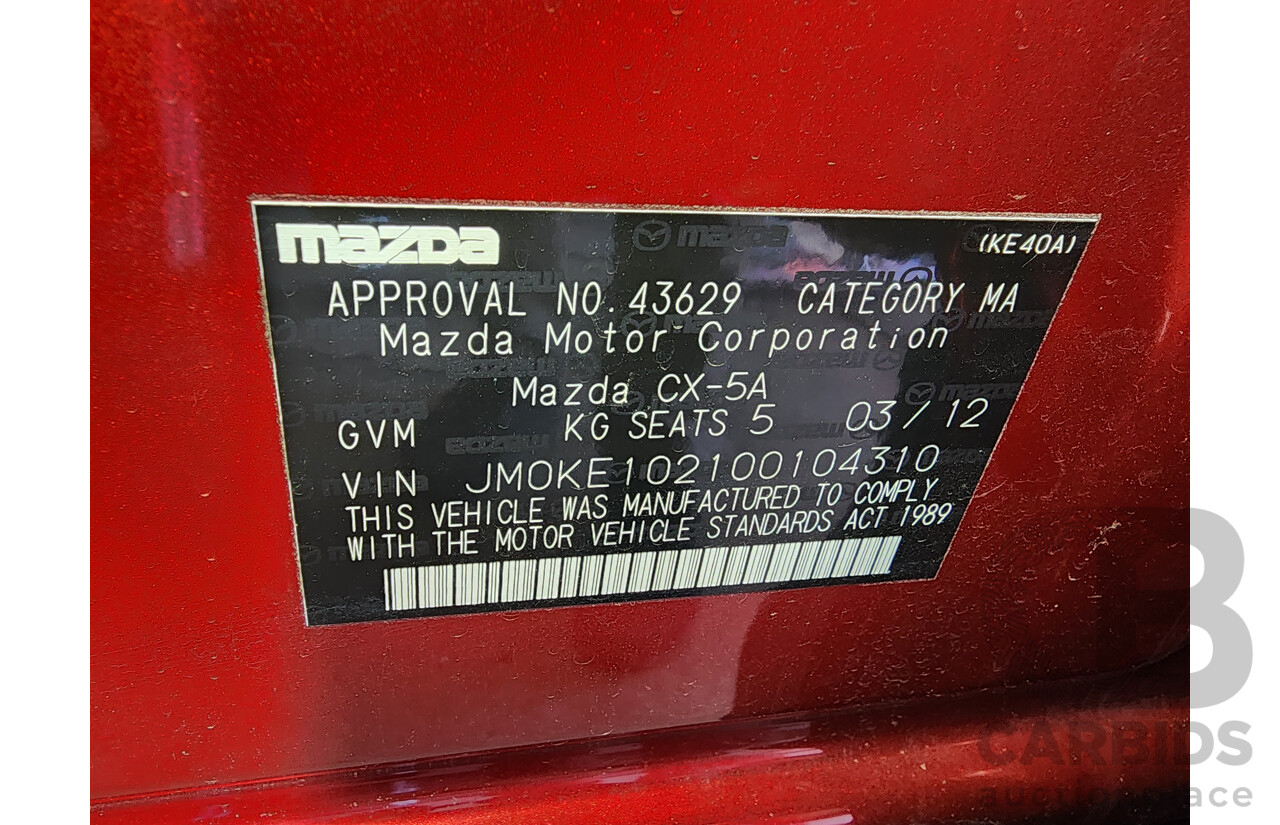 mazda
(KE40A)
APPROVAL NO. 43629 CATEGORY MA
Mazda Motor Corporation
Mazda CX-5A
GVM KG SEATS 5 03/12
VIN JM0KE102100104310
THIS VEHICLE WAS MANUFACTURED TO COMPLY
WITH THE MOTOR VEHICLE STANDARDS ACT 1989
B
CARBIDS